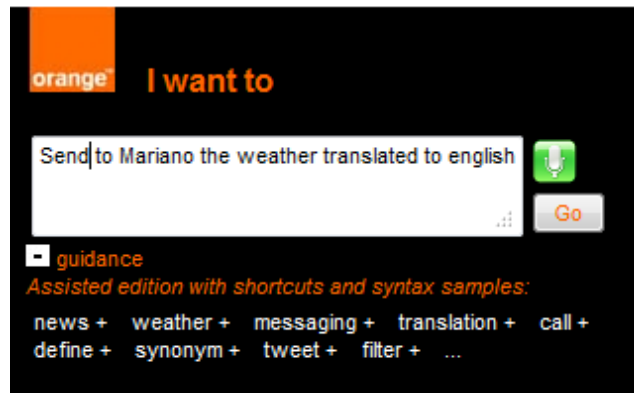 orange™ I want to
Send to Mariano the weather translated to english
Go
- guidance
Assisted edition with shortcuts and syntax samples:
news + weather + messaging + translation + call +
define + synonym + tweet + filter + ...